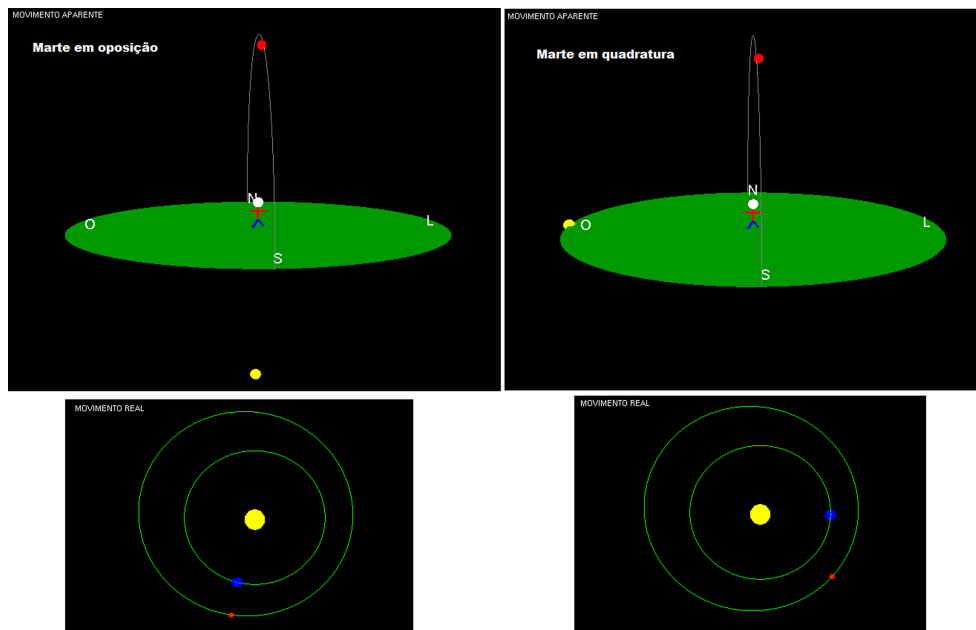 MOVIMENTO APARENTE
Marte em oposição
N
O
L
S
MOVIMENTO APARENTE
Marte em quadratura
N
O
L
S
MOVIMENTO REAL
MOVIMENTO REAL